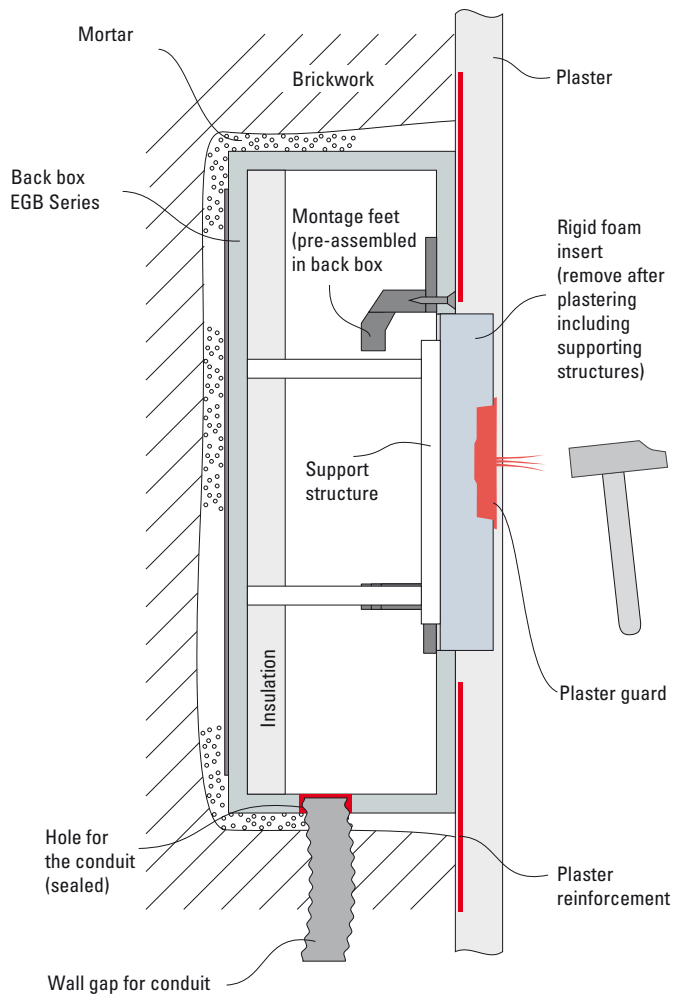 Mortar
Brickwork
Plaster
Back box
EGB Series
Montage feet
(pre-assembled
in back box
Rigid foam
insert
(remove after
plastering
including
supporting
structures)
Support
structure
Insulation
Plaster guard
Hole for
the conduit
(sealed)
Plaster
reinforcement
Wall gap for conduit